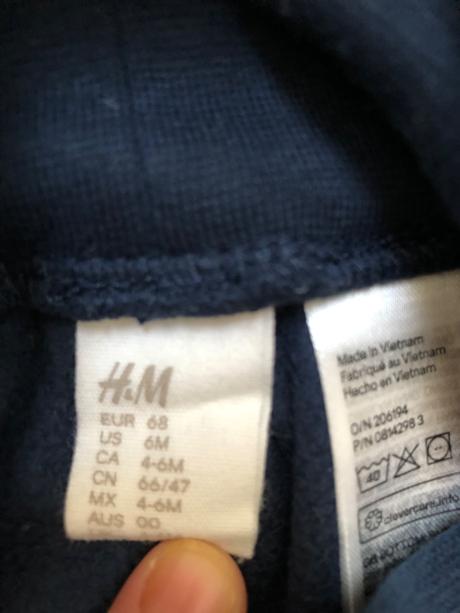 H&M
EUR 68
US 6M
CA 4-6M
CN 66/47
MX 4-6M
AUS 00
Made in Vietnam
Fabriqué au Vietnam
Hecho en Vietnam
O/N 206194
P/N 0814298 3
40
clevercare.info